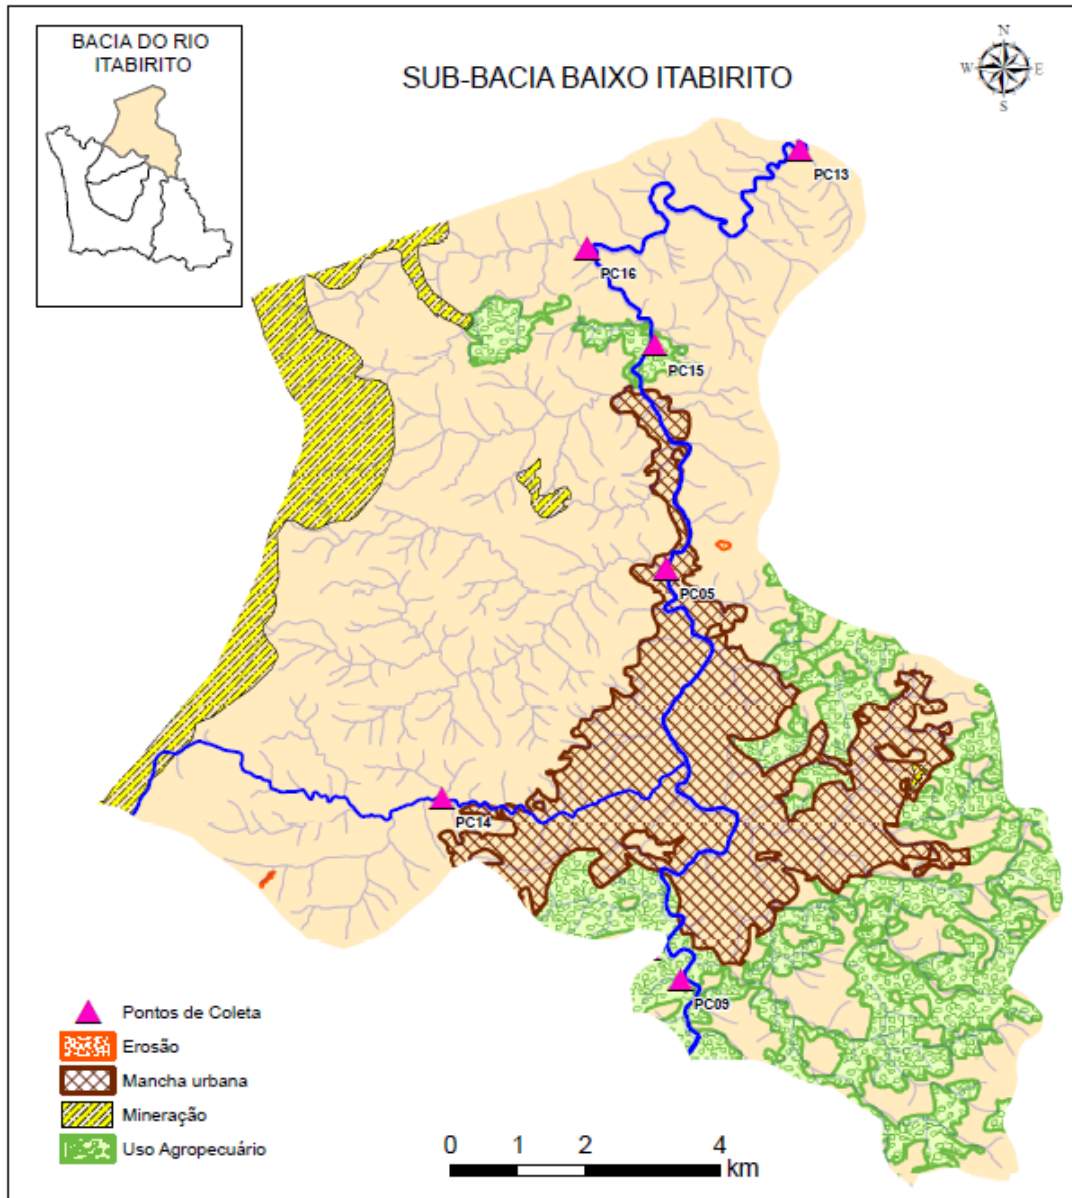 BACIA DO RIO
ITABIRITO
SUB-BACIA BAIXO ITABIRITO
N
W
E
S
PC13
PC16
PC15
PC05
PC14
PC09
Pontos de Coleta
Erosão
Mancha urbana
Mineração
Uso Agropecuário
0 1 2 4
km